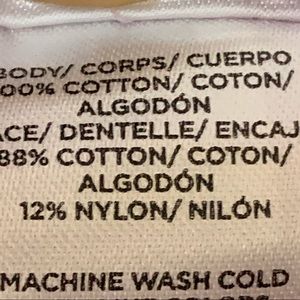 BODY/ CORPS/ CUERPO
00% COTTON/ COTON/
ALGODÓN
ACE/ DENTELLE/ ENCAJ
88% COTTON/ COTON/
ALGODÓN
12% NYLON/ NILÓN
MACHINE WASH COLD